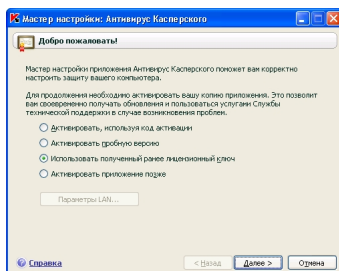 Мастер настройки: Антивирус Касперского
Добро пожаловать!
Мастер настройки приложения Антивирус Касперского поможет вам корректно
настроить защиту вашего компьютера.
Для продолжения необходимо активировать вашу копию приложения. Это позволит
вам своевременно получать обновления и пользоваться услугами Службы
технической поддержки в случае возникновения проблем.
Активировать, используя код активации
Активировать пробную версию
Использовать полученный ранее лицензионный ключ
Активировать приложение позже
Параметры LAN...
Справка
< Назад
Далее >
Отмена